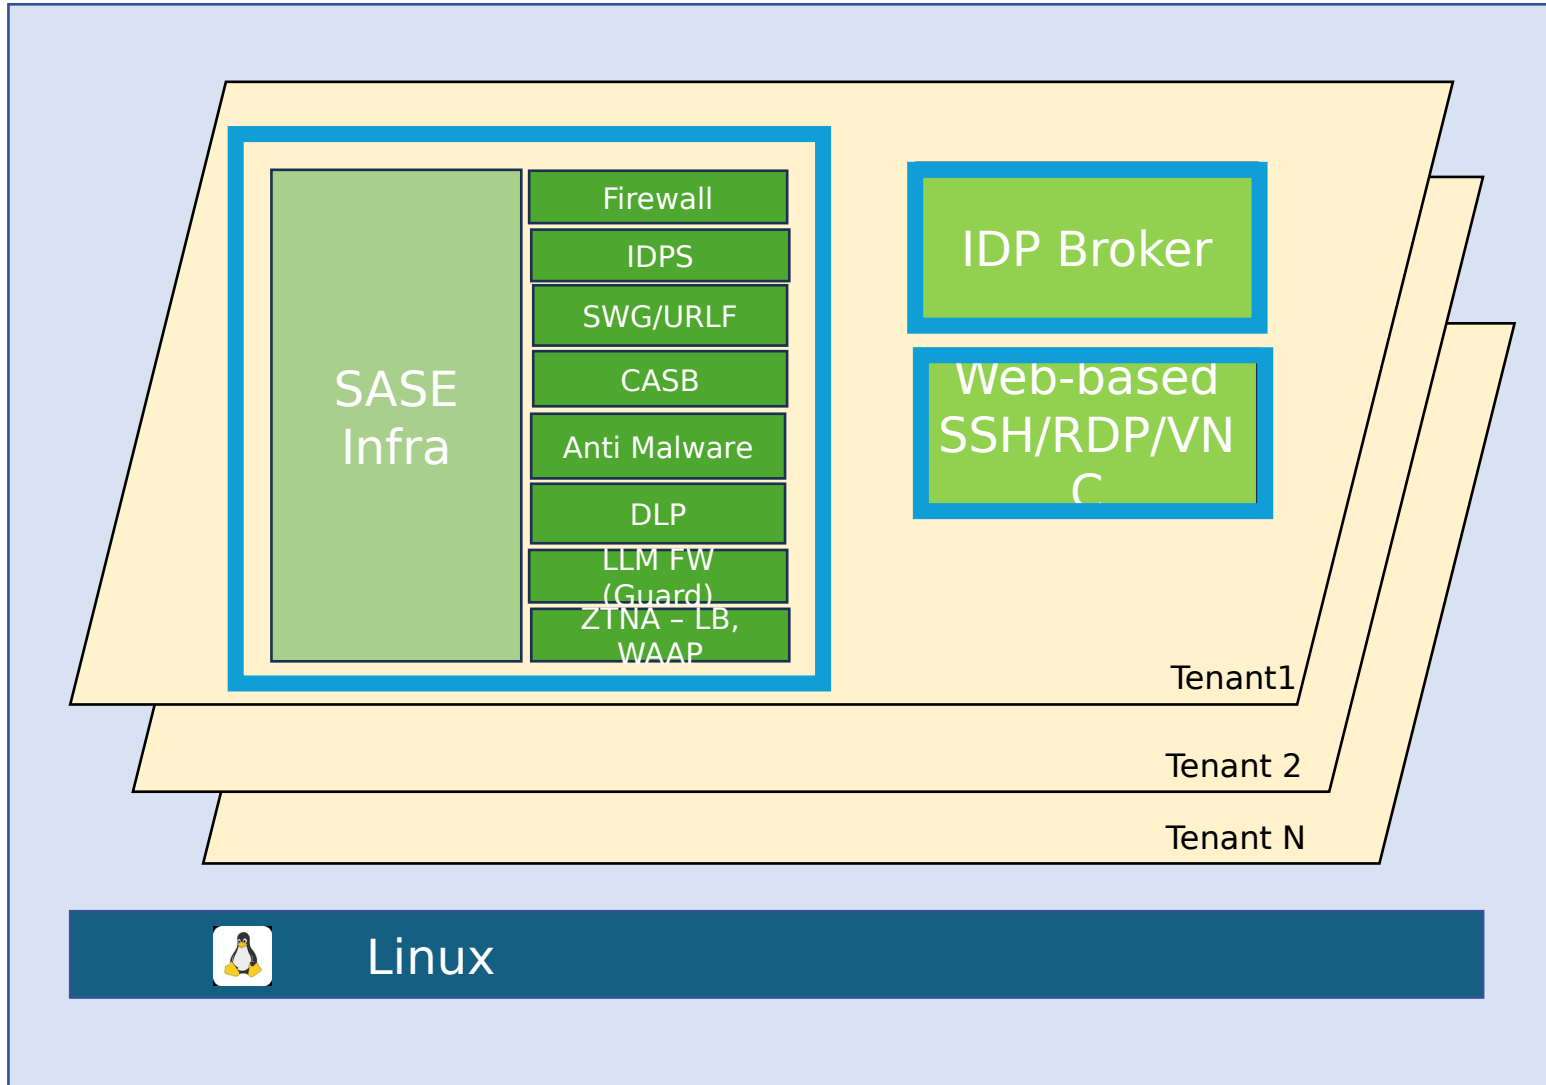 SASE
Infra
Firewall
IDPS
SWG/URLF
CASB
Anti Malware
DLP
LLM FW
(Guard)
ZTNA – LB,
WAAP
IDP Broker
Web-based
SSH/RDP/VN
C
Tenant1
Tenant 2
Tenant N
Linux